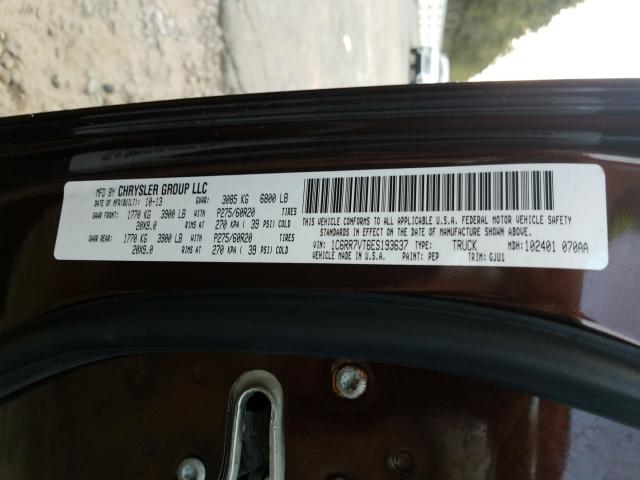 MFD BY CHRYSLER GROUP LLC
DATE OF MFR(BUILT): 10-13 GVWR: 3085 KG 6800 LB
GAWR FRONT: 1770 KG 3900 LB WITH P275/60R20 TIRES
20X9.0 RIMS AT 270 KPA ( 39 PSI) COLD
GAWR REAR: 1770 KG 3900 LB WITH P275/60R20 TIRES
20X9.0 RIMS AT 270 KPA ( 39 PSI) COLD
THIS VEHICLE CONFORMS TO ALL APPLICABLE U.S.A. FEDERAL MOTOR VEHICLE SAFETY
STANDARDS IN EFFECT ON THE DATE OF MANUFACTURE SHOWN ABOVE.
VIN: 1C6RR7VT6ES193637 TYPE: TRUCK MDH: 102401 070AA
VEHICLE MADE IN U.S.A. PAINT: PEP TRIM: GJU1